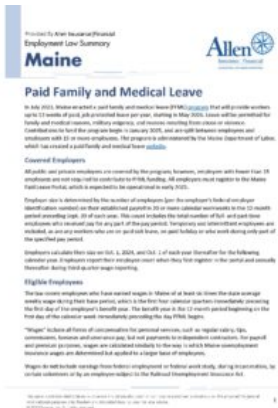 Provided By Allen Insurance/Financial
Employment Law Summary
Maine
Allen
Insurance. Financial
Paid Family and Medical Leave
In July 2023, Maine enacted a paid family and medical leave (PFML) program that will provide workers
up to 12 weeks of paid, job-protected leave per year, starting in May 2026. Leave will be permitted for
family and medical reasons, military exigency, and reasons resulting from stress or violence.
Contributions to fund the program begin in January 2025, and are split between employees and
employers with 15 or more employees. The program is administered by the Maine Department of Labor,
which has created a paid family and medical leave website.
Covered Employers
All public and private employers are covered by the program; however, employers with fewer than 15
employees are not required to contribute to PFML funding. All employers must register to the Maine
Paid Leave Portal, which is expected to be operational in early 2025.
Employer size is determined by the number of employees (per the employer's federal employer
identification number) on their established payroll in 20 or more calendar workweeks in the 12-month
period preceding Sept. 30 of each year. This count includes the total number of full- and part-time
employees who received pay for any part of the pay period. Temporary and intermittent employees are
included, as are any workers who are on paid sick leave, on paid holiday or who work during only part of
the specified pay period.
Employers calculate their size on Oct. 1, 2024, and Oct. 1 of each year thereafter for the following
calendar year. Employers report their employee count when they first register in the portal and annually
thereafter during third-quarter wage reporting.
Eligible Employees
The law covers employees who have earned wages in Maine of at least six times the state average
weekly wage during their base period, which is the first four calendar quarters immediately preceding
the first day of the employee's benefit year. The benefit year is the 12-month period beginning on the
first day of the calendar week immediately preceding the day PFML begins.
"Wages" include all forms of compensation for personal services, such as regular salary, tips,
commissions, bonuses and severance pay, but not payments to independent contractors. For payroll
and premium purposes, wages are calculated similarly to the way in which Maine unemployment
insurance wages are determined but applied to a larger base of employees.
Wages do not include earnings from federal employment or federal work study, during incarceration, by
certain volunteers or by an employee subject to the Railroad Unemployment Insurance Act.